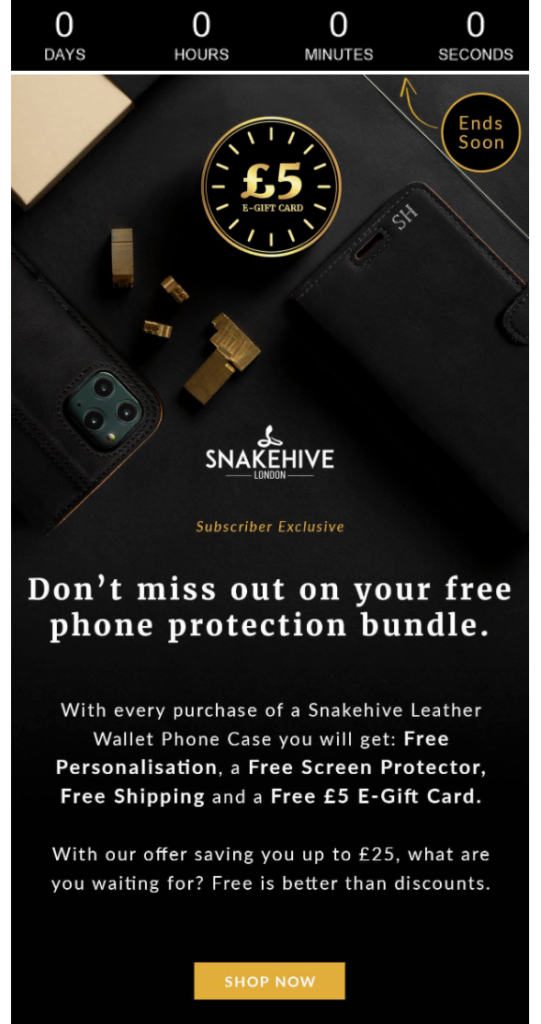 0 0 0 0
DAYS HOURS MINUTES SECONDS
Ends
Soon
£5
E-GIFT CARD
SH
SNAKEHIVE
LONDON
Subscriber Exclusive
Don’t miss out on your free
phone protection bundle.
With every purchase of a Snakehive Leather
Wallet Phone Case you will get: Free
Personalisation, a Free Screen Protector,
Free Shipping and a Free £5 E-Gift Card.
With our offer saving you up to £25, what are
you waiting for? Free is better than discounts.
SHOP NOW